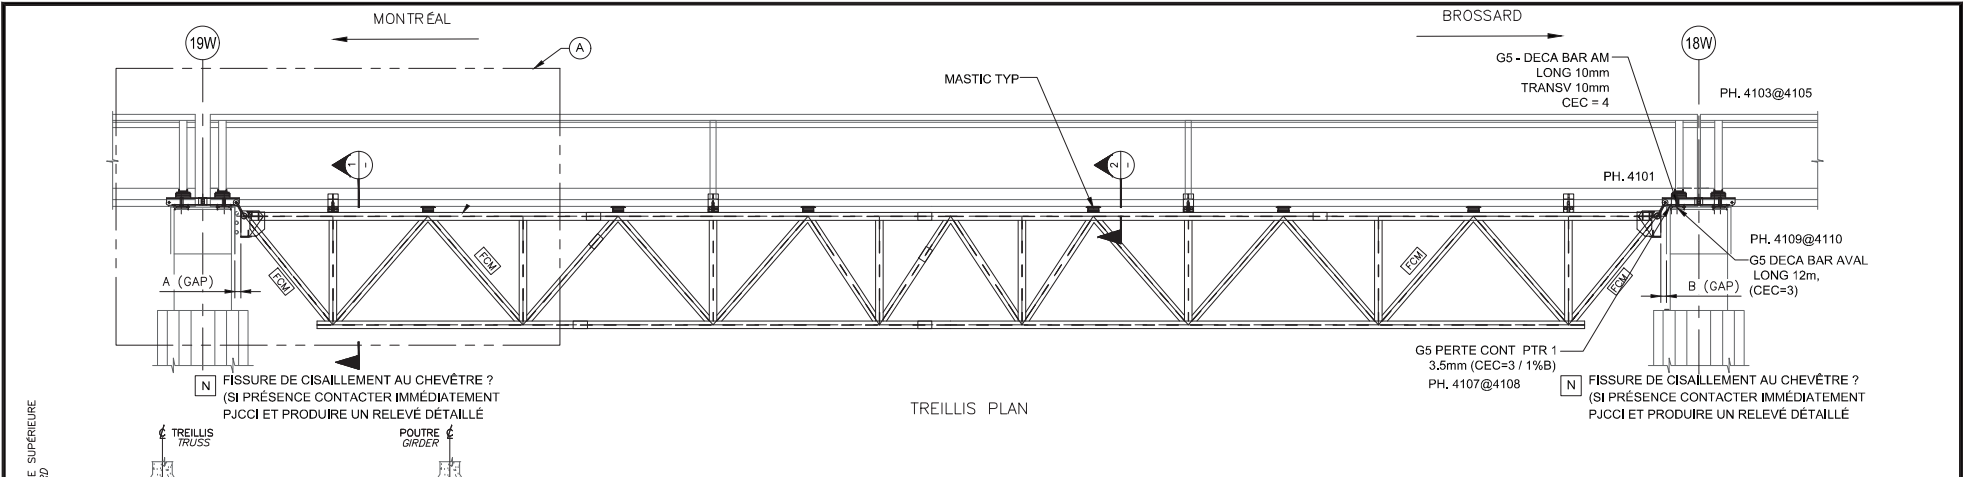 MONTRÉAL
BROSSARD
19W
A
18W
G5 - DECA BAR AM
LONG 10mm
TRANSV 10mm
CEC = 4
MASTIC TYP
PH. 4103@4105
1
-
2
-
PH. 4101
PH. 4109@4110
G5 DECA BAR AVAL
LONG 12m,
(CEC=3)
A (GAP)
FCM
FCM
FCM
FCM
B (GAP)
G5 PERTE CONT PTR 1
3.5mm (CEC=3 / 1%B)
PH. 4107@4108
N
FISSURE DE CISAILLEMENT AU CHEVÊTRE ?
(SI PRÉSENCE CONTACTER IMMÉDIATEMENT
PJCCI ET PRODUIRE UN RELEVÉ DÉTAILLÉ
N
FISSURE DE CISAILLEMENT AU CHEVÊTRE ?
(SI PRÉSENCE CONTACTER IMMÉDIATEMENT
PJCCI ET PRODUIRE UN RELEVÉ DÉTAILLÉ
TREILLIS PLAN
TREILLIS
TRUSS
POUTRE
GIRDER
E SUPÉRIEURE